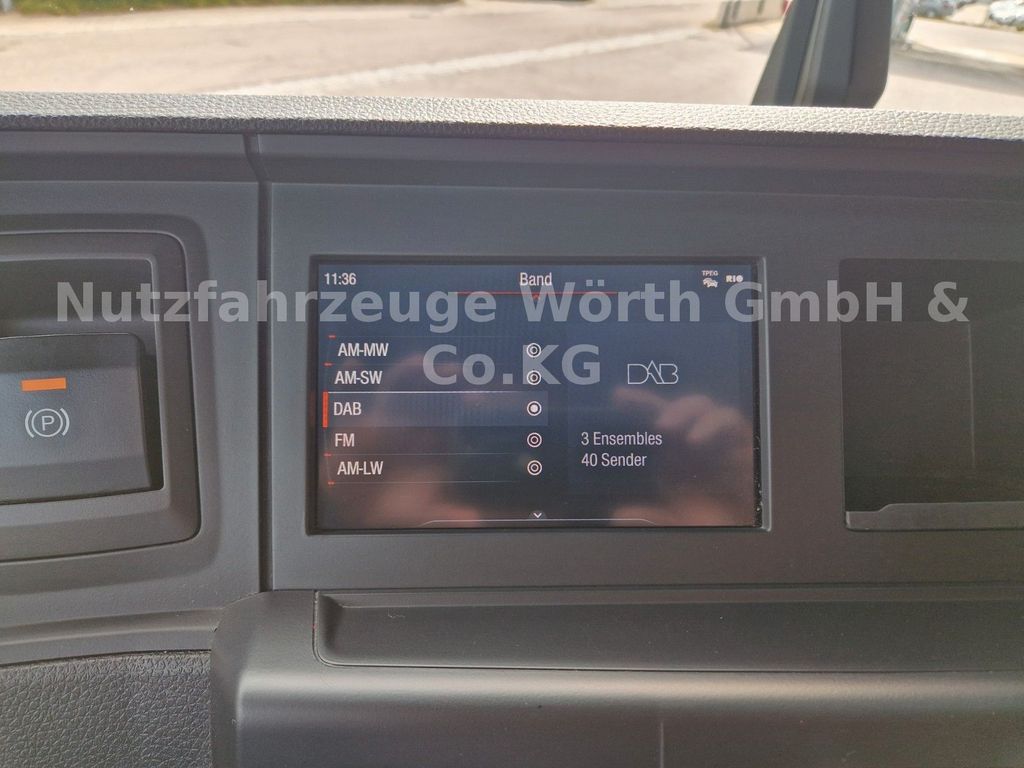 11:36 Band TPEG RIO
Nutzfahrzeuge Wörth GmbH &
Co.KG
AM-MW
AM-SW
DAB
FM
AM-LW
DAB
3 Ensembles
40 Sender
P